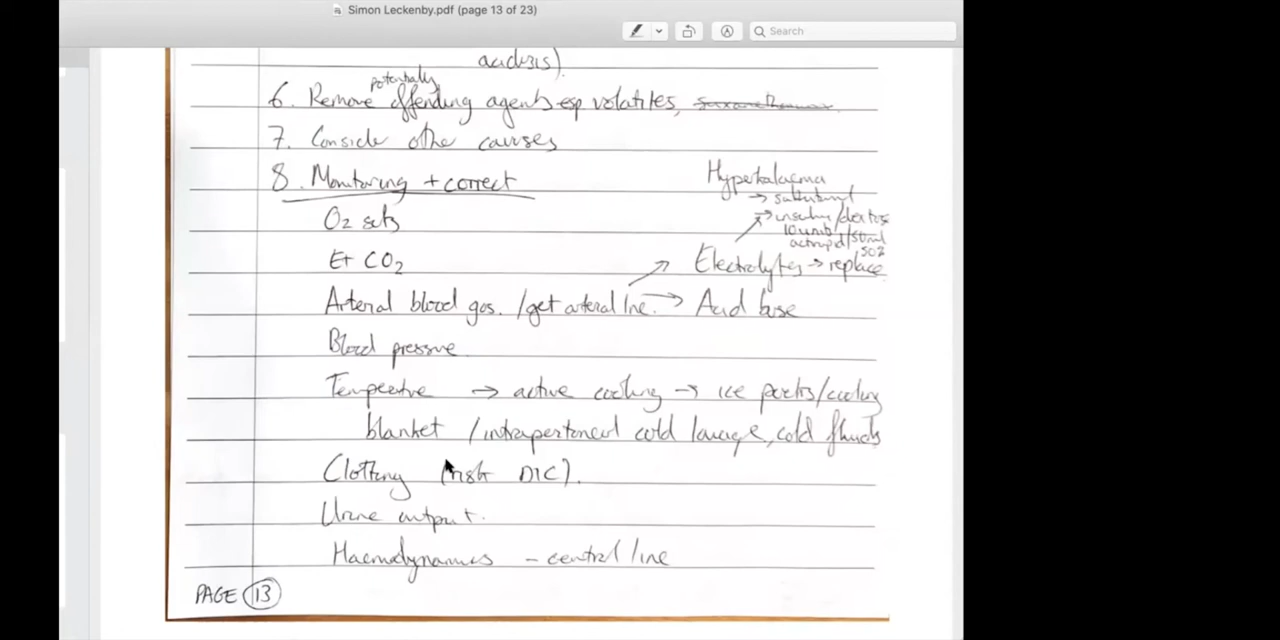 Simon Leckenby.pdf (page 13 of 23)
Search
acidosis).
potentially
6. Remove offending agents esp volatiles,
7. Consider other causes
8. Monitoring + correct
Hyperkalaemia
→ salbutamol
O2 sats
→ insulin/dextrose
10 units
actrapid/50ml
50%
Et CO2
Electrolytes → replace
Arterial blood gas. /get arterial line. → Acid base
Blood pressure
Temperature → active cooling → ice packs/cooling
blanket /intraperitoneal cold lavage, cold fluids
Clotting (risk DIC).
Urine output.
Haemodynamics - central line
PAGE 13